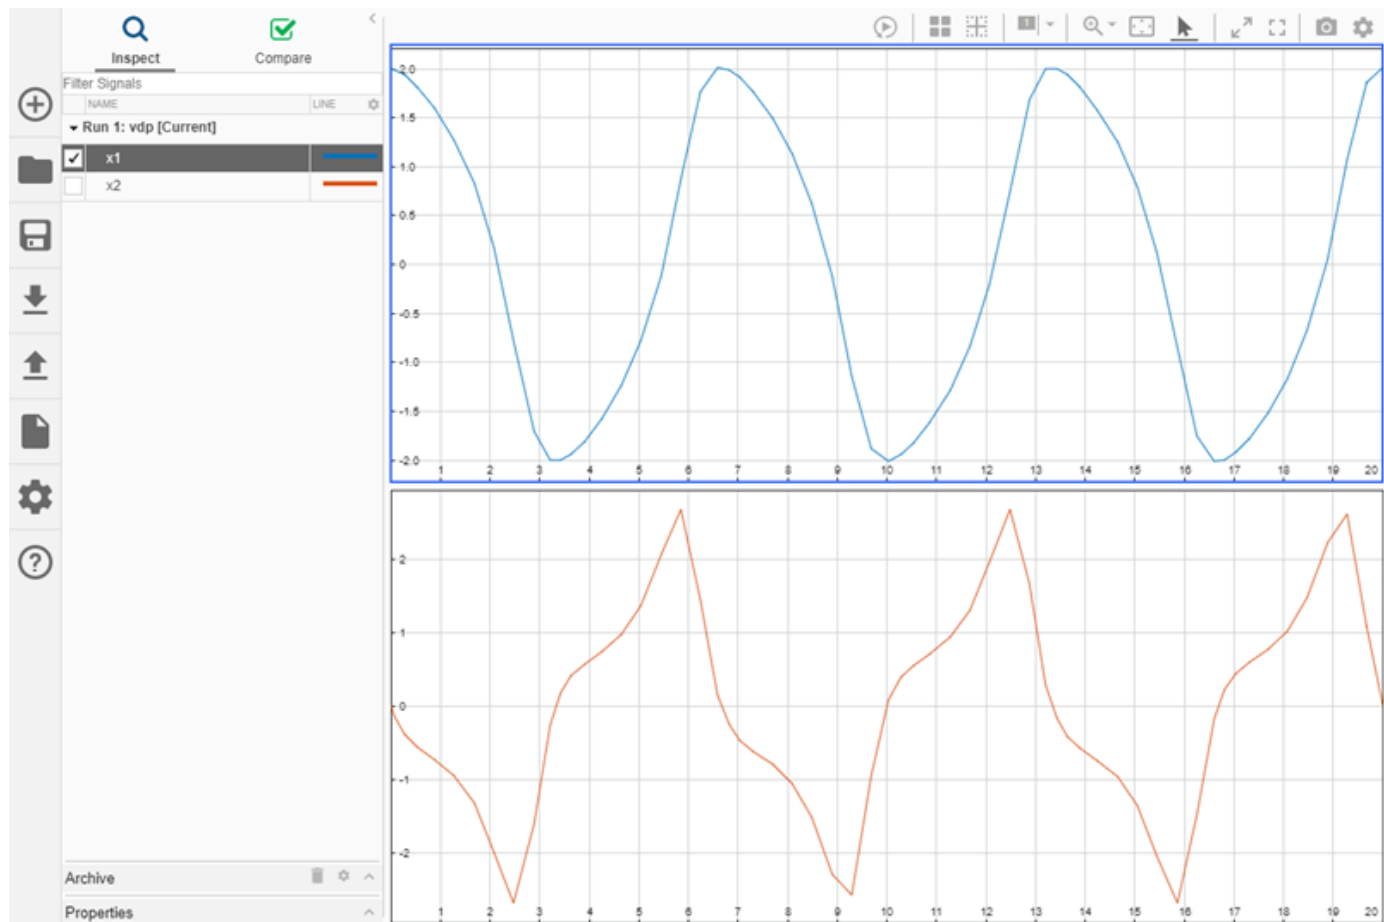 Inspect
Compare
Filter Signals
NAME
LINE
Run 1: vdp [Current]
x1
x2
Archive
Properties
1
2.0
1.5
1.0
0.5
0
-0.5
-1.0
-1.5
-2.0
1 2 3 4 5 6 7 8 9 10 11 12 13 14 15 16 17 18 19 20
2
1
0
-1
-2
1 2 3 4 5 6 7 8 9 10 11 12 13 14 15 16 17 18 19 20